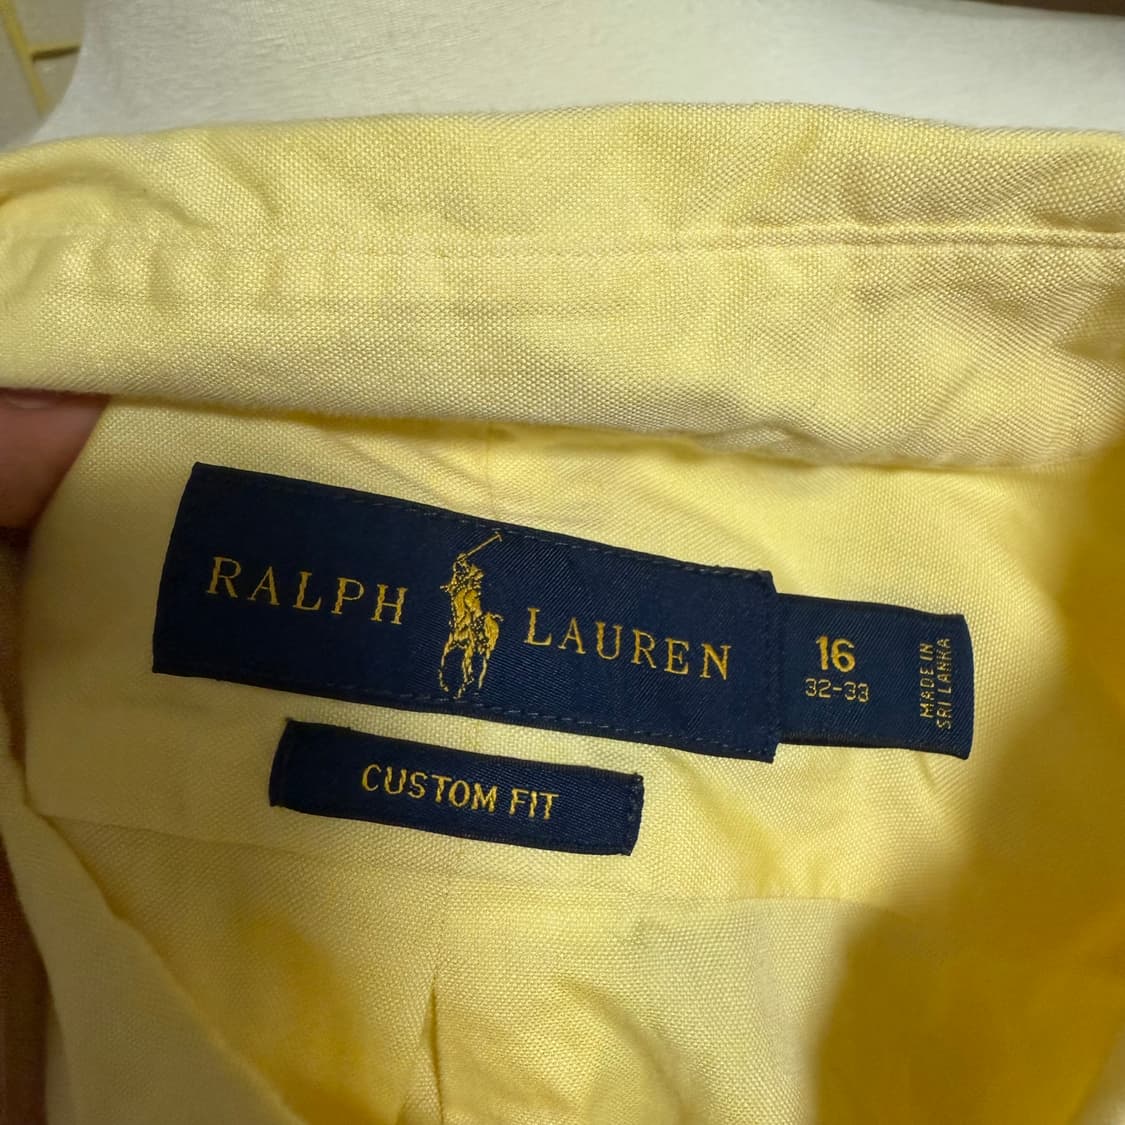 RALPH LAUREN
16
32-33
MADE IN
SRI LANKA
CUSTOM FIT